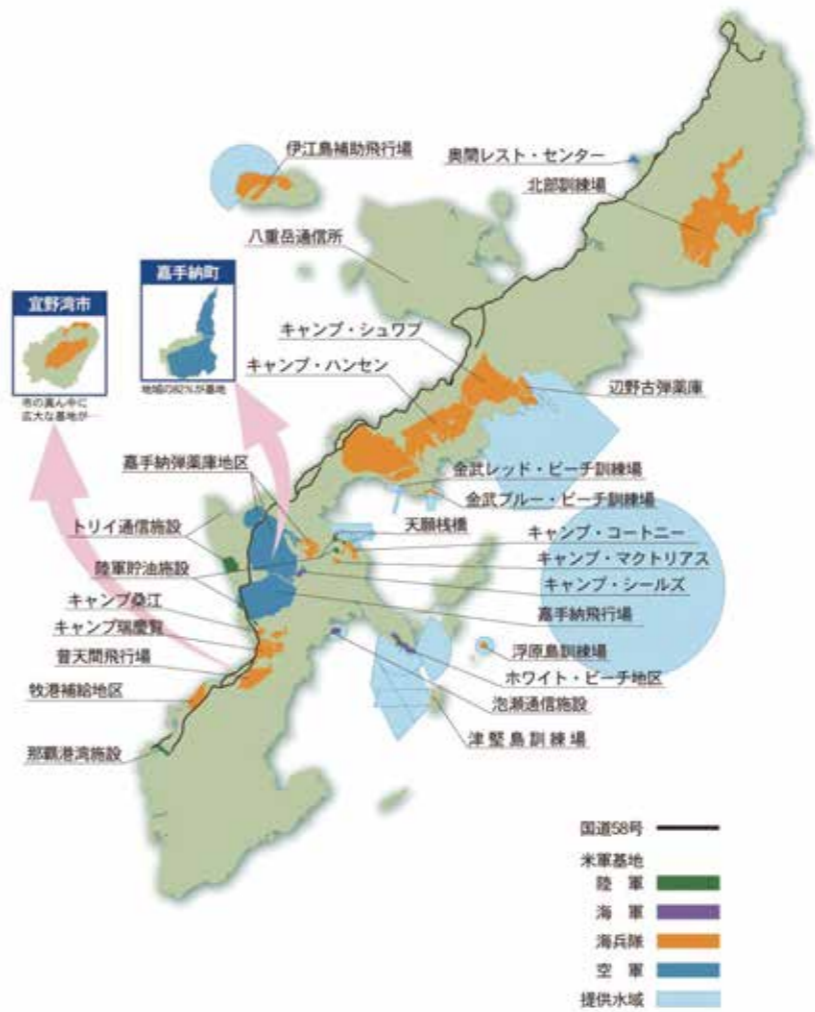 伊江島補助飛行場
奥間レスト・センター
北部訓練場
八重岳通信所
嘉手納町
宜野湾市
キャンプ・シュワブ
キャンプ・ハンセン
辺野古弾薬庫
地域の82%が基地
市の真ん中に
広大な基地が
嘉手納弾薬庫地区
金武レッド・ビーチ訓練場
金武ブルー・ビーチ訓練場
トリイ通信施設
天願桟橋
キャンプ・コートニー
陸軍貯油施設
キャンプ・マクトリアス
キャンプ・シールズ
キャンプ桑江
嘉手納飛行場
キャンプ瑞慶覧
普天間飛行場
浮原島訓練場
ホワイト・ビーチ地区
牧港補給地区
泡瀬通信施設
津堅島訓練場
那覇港湾施設
国道58号
米軍基地
陸軍
海軍
海兵隊
空軍
提供水域